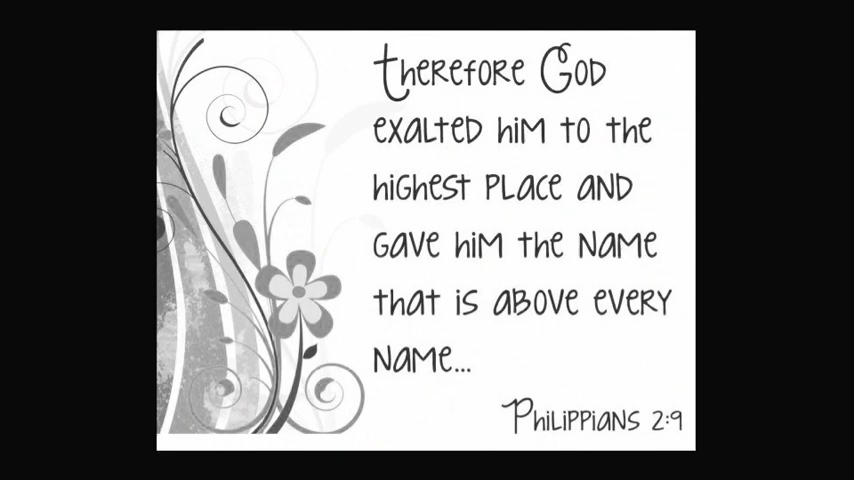 Therefore God
exalted him to the
highest place and
gave him the name
that is above every
name...
Philippians 2:9